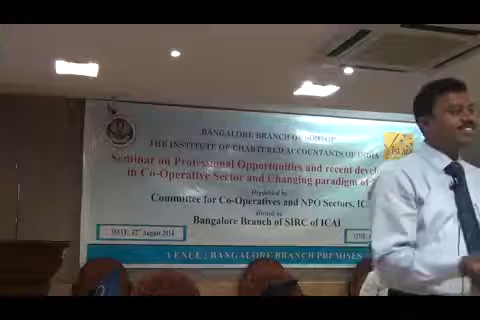 BANGALORE BRANCH OF SIRC OF
THE INSTITUTE OF CHARTERED ACCOUNTANTS OF INDIA
Seminar on Professional Opportunities and recent develo
in Co-Operative Sector and Changing paradigm of
Organised by
Committee for Co-Operatives and NPO Sectors, IC
Hosted by
Bangalore Branch of SIRC of ICAI
DATE: 02 August 2014
TIME:
VENUE : BANGALORE BRANCH PREMISES